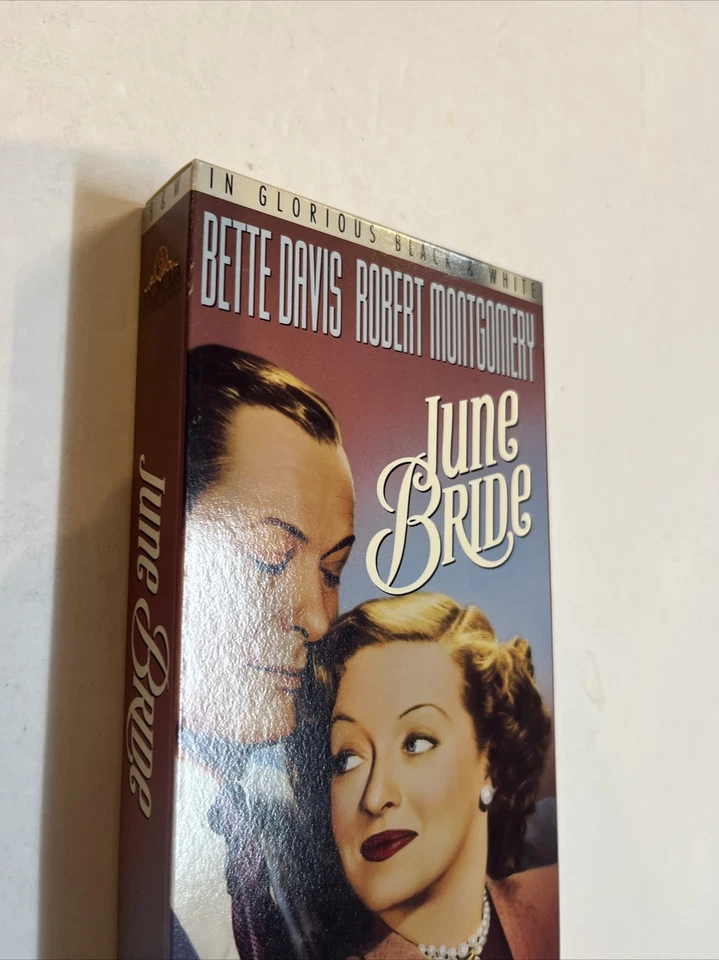 B & W
IN GLORIOUS BLACK & WHITE
BETTE DAVIS ROBERT MONTGOMERY
June
BRIDE
June BRIDE